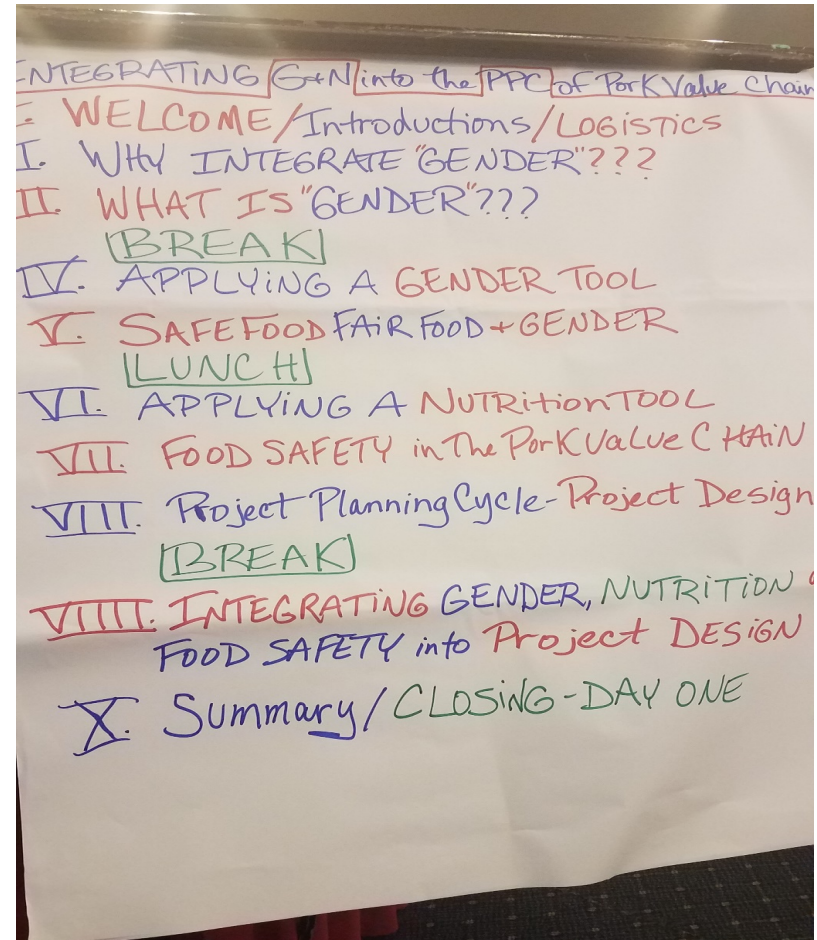 INTEGRATING G+N into the PPC of Pork Value Chain
I. WELCOME/Introductions/LOGiSTiCS
I. WHY INTEGRATE "GENDER"???
II. WHAT IS "GENDER"???
BREAK
IV. APPLYiNG A GENDER TOOL
V. SAFE FOOD FAiR FOOD + GENDER
LUNCH
VI. APPLYiNG A NUTRitionTOOL
VII. FOOD SAFETY in The PorK VaLue CHAiN
VIII. Project Planning Cycle-Project Design
BREAK
VIIII. INTEGRATiNG GENDER, NUTRiTiON
FOOD SAFETY into Project DESiGN
X. Summary/CLOSiNG-DAY ONE